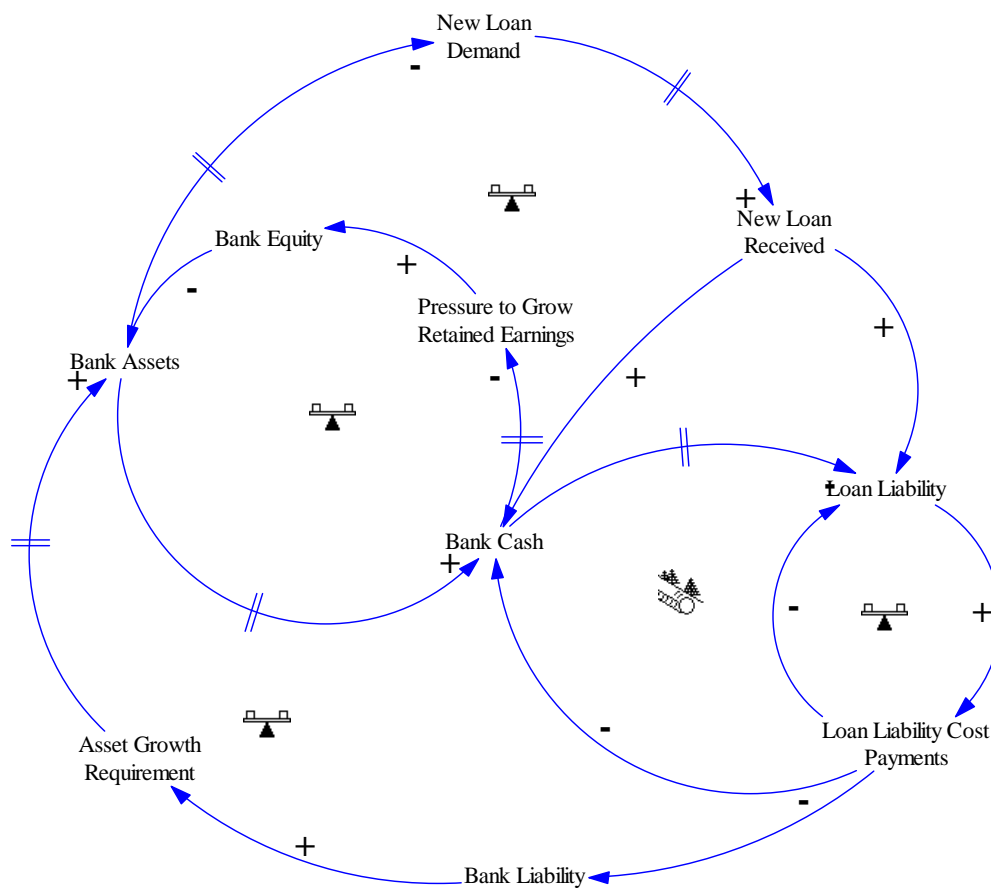 New Loan
Demand
-
+
New Loan
Received
Bank Equity
+
-
Pressure to Grow
Retained Earnings
+
Bank Assets
+
-
+
-
Loan Liability
Bank Cash
+
-
+
Asset Growth
Requirement
-
Loan Liability Cost
Payments
-
+
Bank Liability